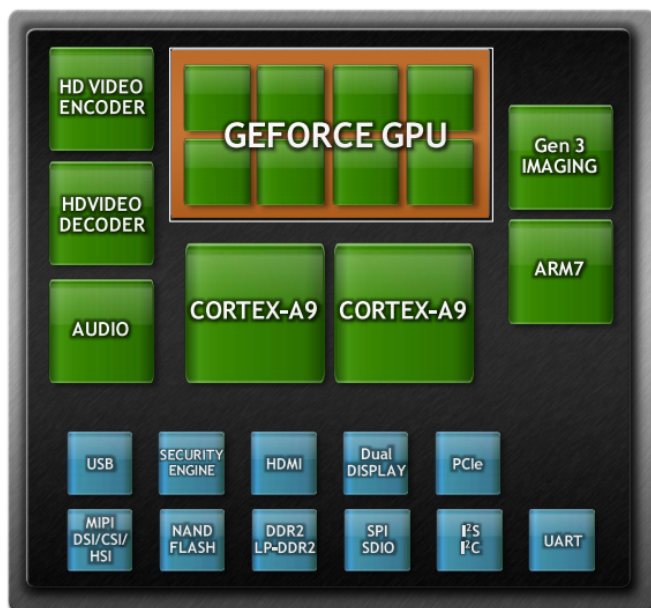 HD VIDEO
ENCODER
GEFORCE GPU
Gen 3
IMAGING
HDVIDEO
DECODER
ARM7
CORTEX-A9
CORTEX-A9
AUDIO
USB
SECURITY
ENGINE
HDMI
Dual
DISPLAY
PCIe
MIPI
DSI/CSI/
HSI
NAND
FLASH
DDR2
LP-DDR2
SPI
SDIO
I²S
I²C
UART